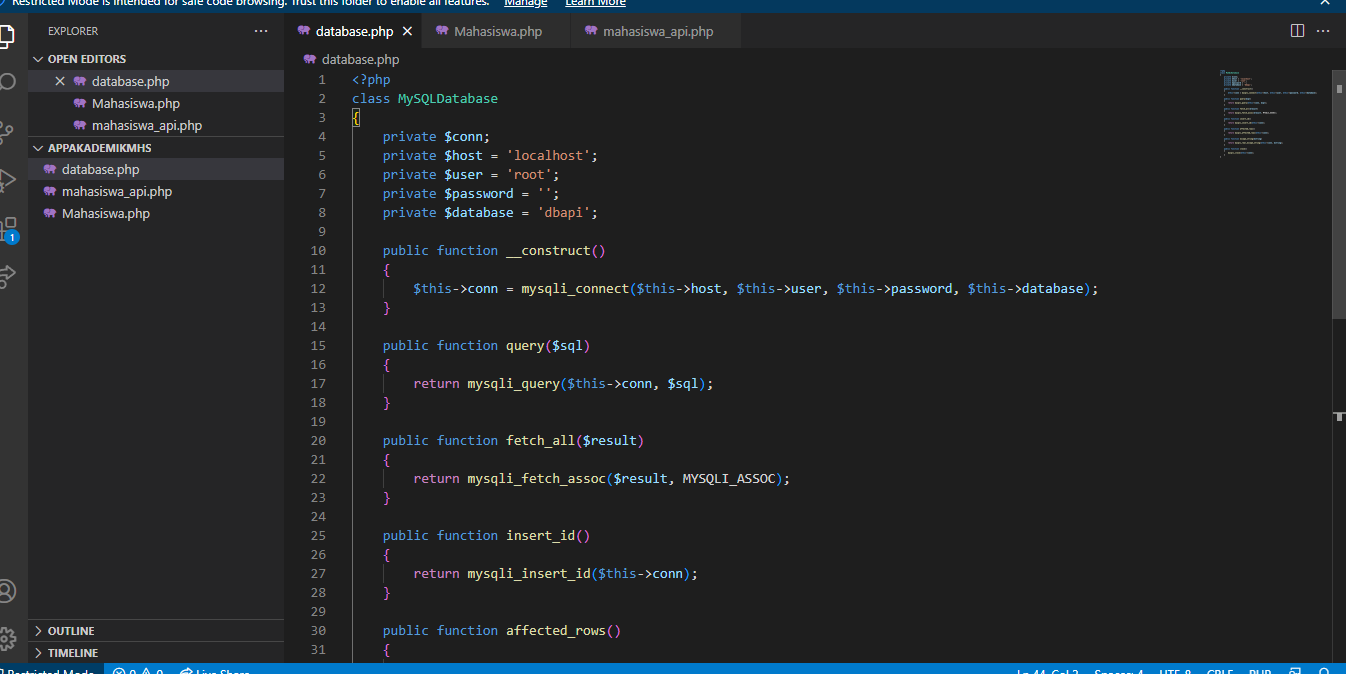 Restricted Mode is intended for safe code browsing. Trust this folder to enable all features. Manage Learn More
EXPLORER
OPEN EDITORS
database.php
Mahasiswa.php
mahasiswa_api.php
APPAKADEMIKMHS
database.php
mahasiswa_api.php
Mahasiswa.php
1
OUTLINE
TIMELINE
database.php Mahasiswa.php mahasiswa_api.php
database.php
1 <?php
2 class MySQLDatabase
3 {
4 private $conn;
5 private $host = 'localhost';
6 private $user = 'root';
7 private $password = '';
8 private $database = 'dbapi';
9
10 public function __construct()
11 {
12 $this->conn = mysqli_connect($this->host, $this->user, $this->password, $this->database);
13 }
14
15 public function query($sql)
16 {
17 return mysqli_query($this->conn, $sql);
18 }
19
20 public function fetch_all($result)
21 {
22 return mysqli_fetch_assoc($result, MYSQLI_ASSOC);
23 }
24
25 public function insert_id()
26 {
27 return mysqli_insert_id($this->conn);
28 }
29
30 public function affected_rows()
31 {
Restricted Mode 0 0 Live Share Ln 44, Col 2 Spaces: 4 UTF-8 CRLF PHP